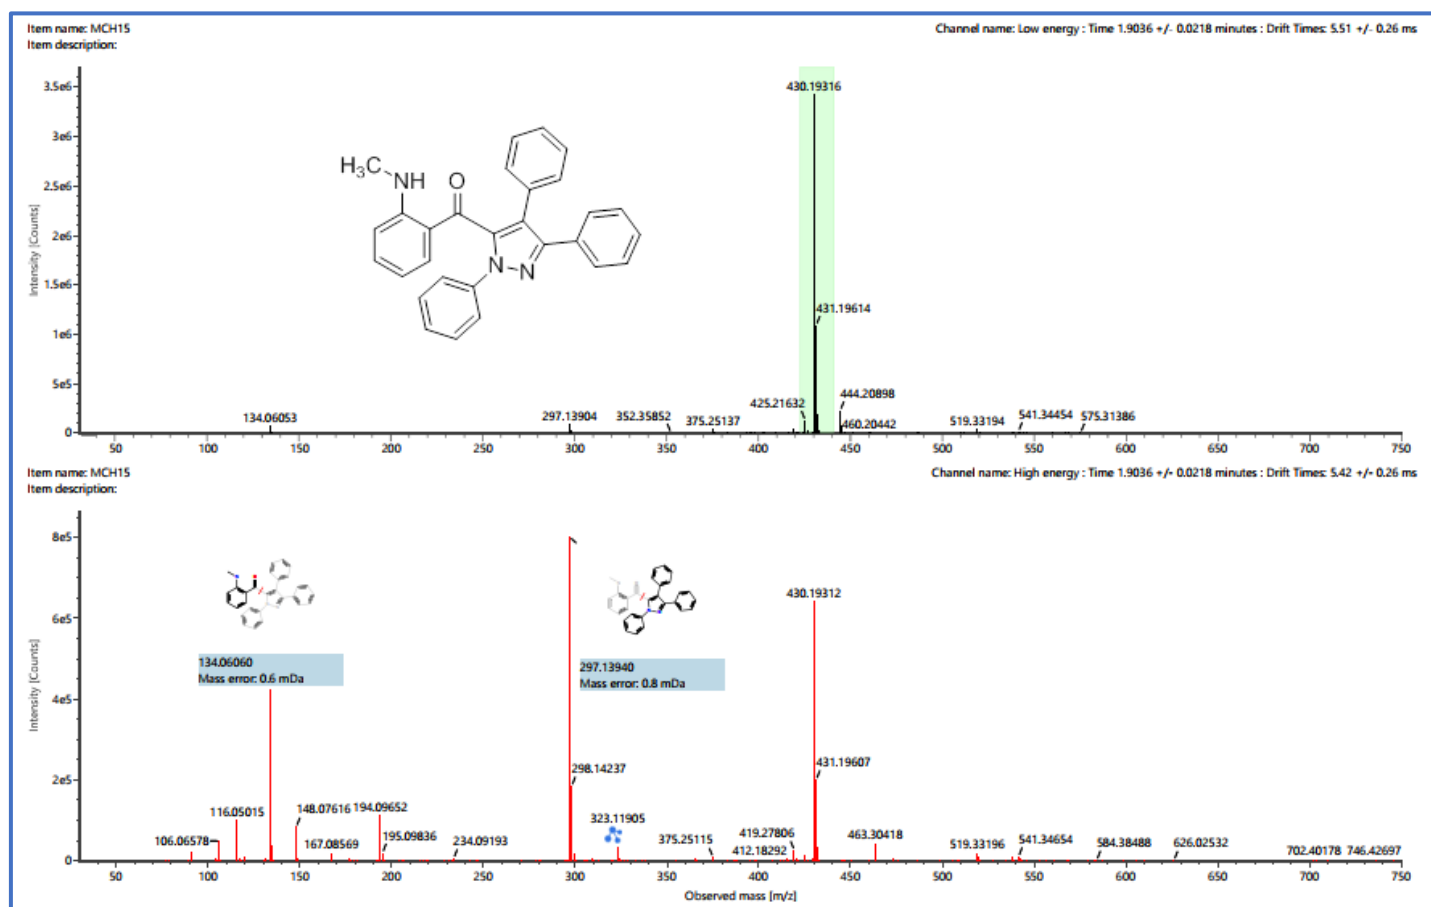 Item name: MCH15
Channel name: Low energy : Time 1.9036 +/- 0.0218 minutes : Drift Times: 5.51 +/- 0.26 ms
Item description:
Intensity [Counts]
3.5e6
3e6
2.5e6
2e6
1.5e6
1e6
5e5
0
430.19316
431.19614
444.20898
425.21632
460.20442
134.06053
297.13904
352.35852
375.25137
519.33194
541.34454
575.31386
H3C
NH
O
N
N
50 100 150 200 250 300 350 400 450 500 550 600 650 700 750
Item name: MCH15
Channel name: High energy : Time 1.9036 +/- 0.0218 minutes : Drift Times: 5.42 +/- 0.26 ms
Item description:
Intensity [Counts]
8e5
6e5
4e5
2e5
0
134.06060
Mass error: 0.6 mDa
297.13940
Mass error: 0.8 mDa
430.19312
431.19607
298.14237
116.05015
148.07616
194.09652
106.06578
167.08569
195.09836
234.09193
323.11905
375.25115
419.27806
412.18292
463.30418
519.33196
541.34654
584.38488
626.02532
702.40178
746.42697
50 100 150 200 250 300 350 400 450 500 550 600 650 700 750
Observed mass [m/z]